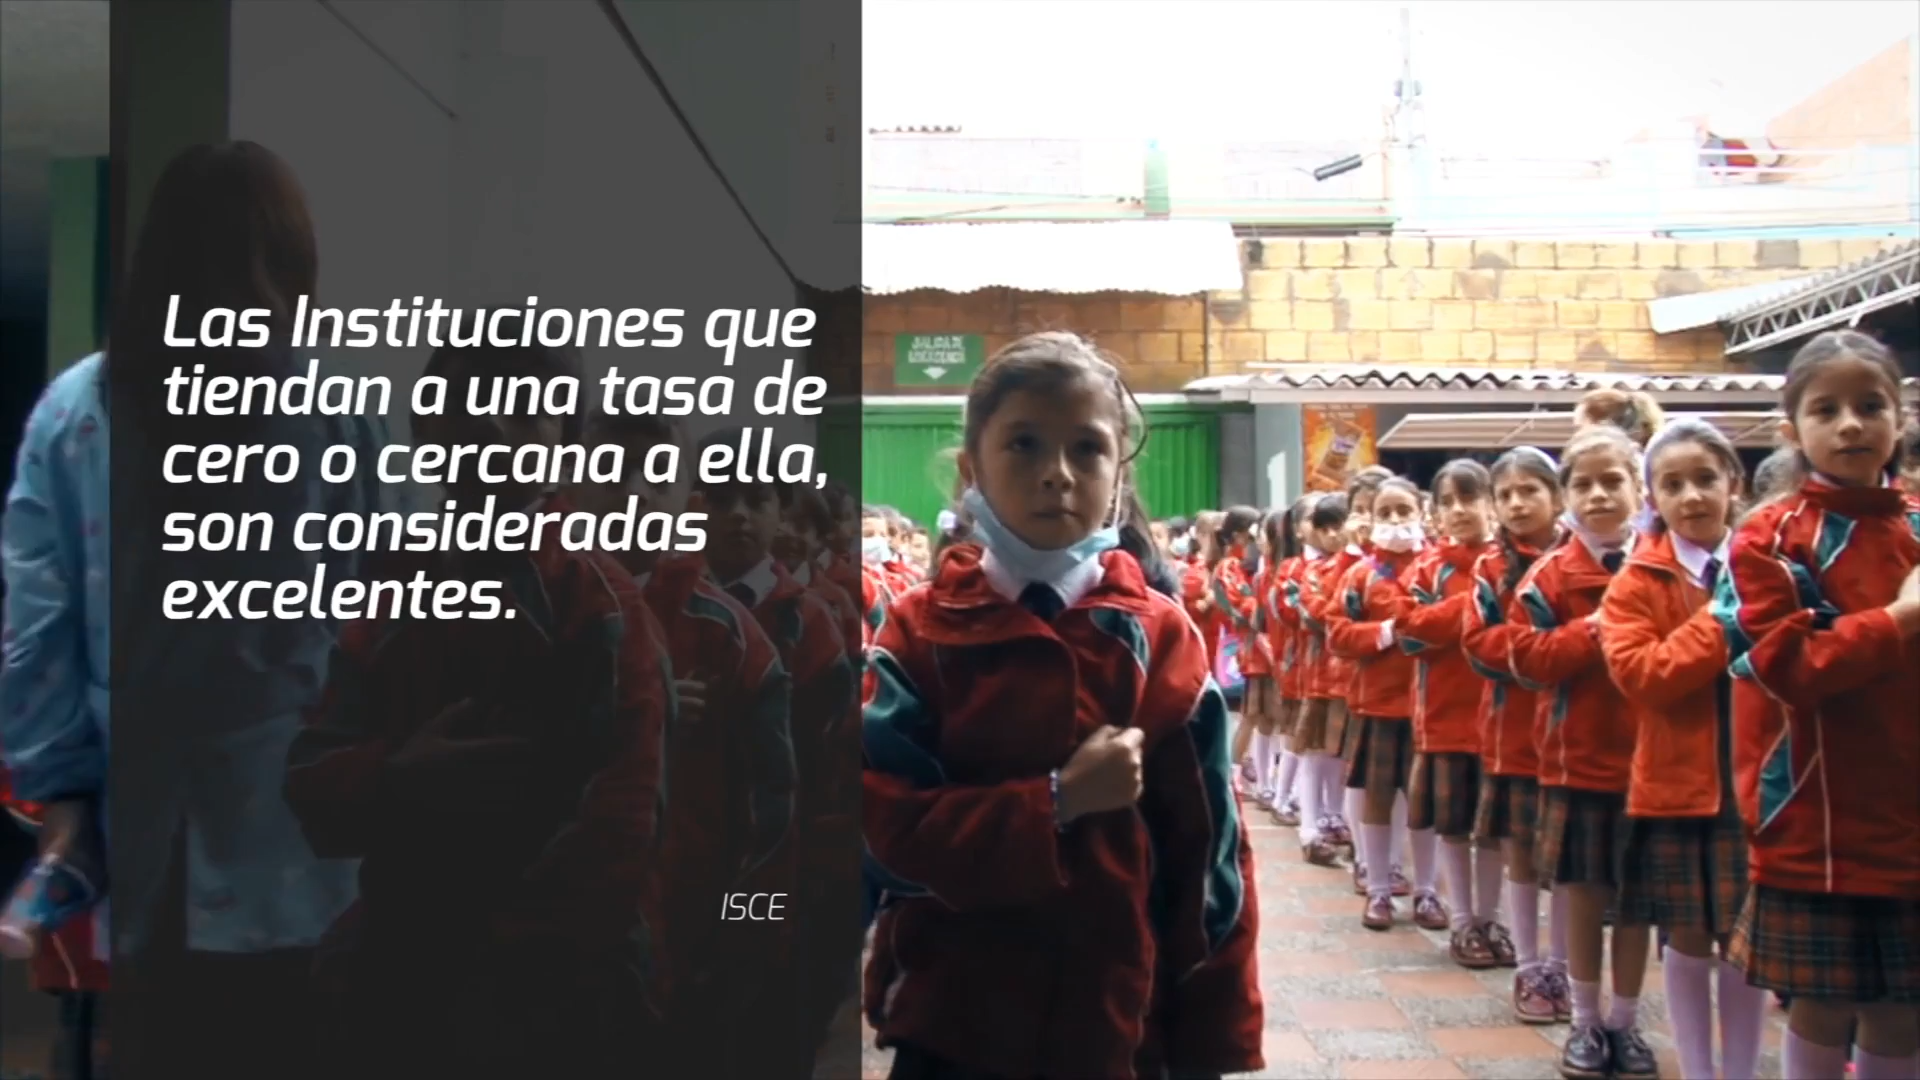 Las Instituciones que
tiendan a una tasa de
cero o cercana a ella,
son consideradas
excelentes.
ISCE